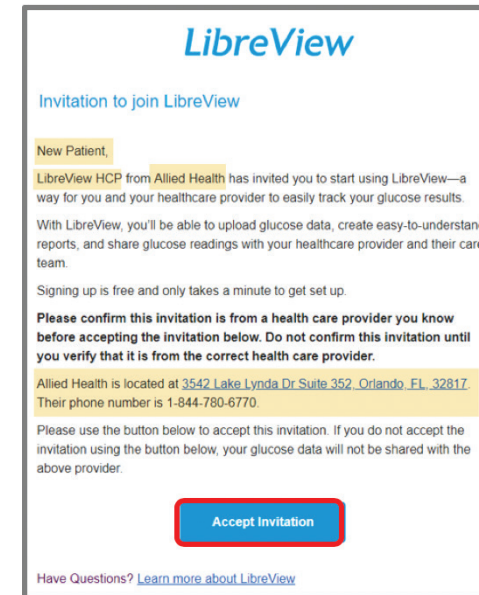 LibreView
Invitation to join LibreView
New Patient,
LibreView HCP from Allied Health has invited you to start using LibreView—a
way for you and your healthcare provider to easily track your glucose results.
With LibreView, you'll be able to upload glucose data, create easy-to-understan
reports, and share glucose readings with your healthcare provider and their care
team.
Signing up is free and only takes a minute to get set up.
Please confirm this invitation is from a health care provider you know
before accepting the invitation below. Do not confirm this invitation until
you verify that it is from the correct health care provider.
Allied Health is located at 3542 Lake Lynda Dr Suite 352, Orlando, FL, 32817.
Their phone number is 1-844-780-6770.
Please use the button below to accept this invitation. If you do not accept the
invitation using the button below, your glucose data will not be shared with the
above provider.
Accept Invitation
Have Questions? Learn more about LibreView